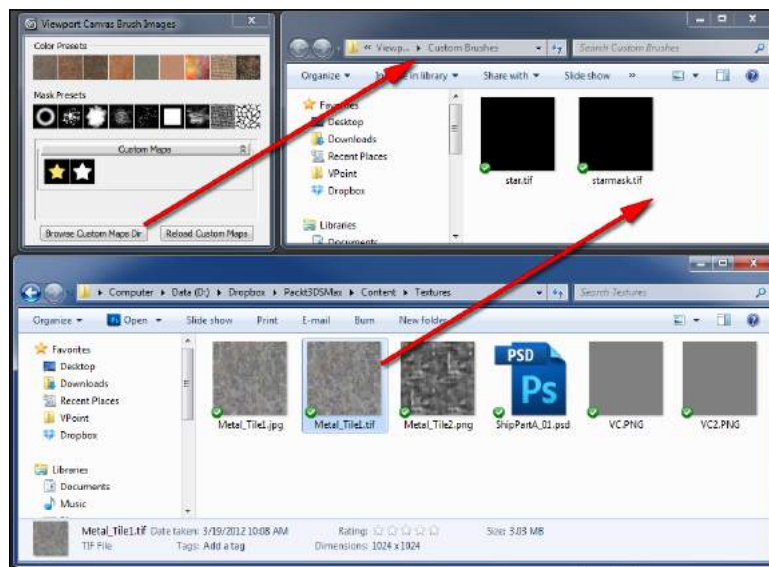 Viewport Canvas Brush Images
Color Presets
Mask Presets
Custom Maps
Browse Custom Maps Dir
Reload Custom Maps
« Viewp... ▸ Custom Brushes
Search Custom Brushes
Organize
in library
Share with
Slide show
»
Favorites
Desktop
Downloads
Recent Places
VPoint
Dropbox
Libraries
Documents
star.tif
starmask.tif
Computer ▸ Data (D:) ▸ Dropbox ▸ Packt3DSMax ▸ Content ▸ Textures
Search Textures
Organize
Open
Slide show
Print
E-mail
Burn
New folder
Favorites
Desktop
Downloads
Recent Places
VPoint
Dropbox
Libraries
Documents
Music
PSD
Ps
Metal_Tile1.jpg
Metal_Tile1.tif
Metal_Tile2.png
ShipPartA_01.psd
VC.PNG
VC2.PNG
Metal_Tile1.tif Date taken: 3/19/2012 10:08 AM
Rating:
Size: 3.03 MB
TIF File
Tags: Add a tag
Dimensions: 1024 x 1024